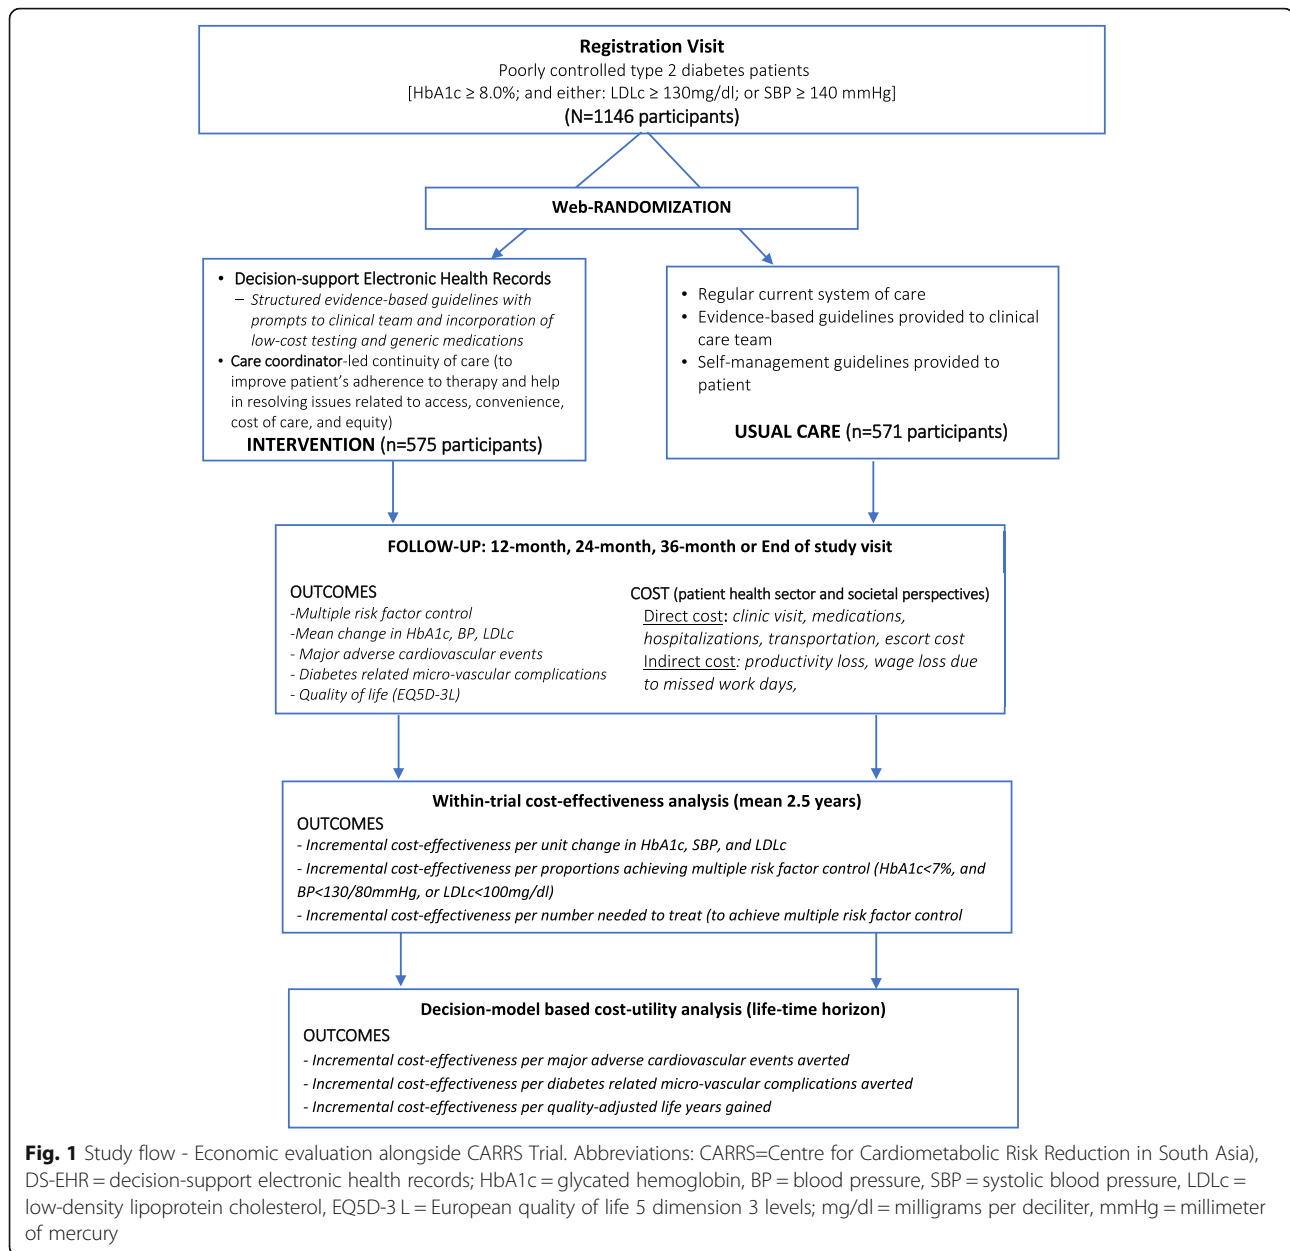 Registration Visit
Poorly controlled type 2 diabetes patients
[HbA1c ≥ 8.0%; and either: LDLc ≥ 130mg/dl; or SBP ≥ 140 mmHg]
(N=1146 participants)
Web-RANDOMIZATION
• Decision-support Electronic Health Records
– Structured evidence-based guidelines with
prompts to clinical team and incorporation of
low-cost testing and generic medications
• Care coordinator-led continuity of care (to
improve patient's adherence to therapy and help
in resolving issues related to access, convenience,
cost of care, and equity)
INTERVENTION (n=575 participants)
• Regular current system of care
• Evidence-based guidelines provided to clinical
care team
• Self-management guidelines provided to
patient
USUAL CARE (n=571 participants)
FOLLOW-UP: 12-month, 24-month, 36-month or End of study visit
OUTCOMES
-Multiple risk factor control
-Mean change in HbA1c, BP, LDLc
- Major adverse cardiovascular events
- Diabetes related micro-vascular complications
- Quality of life (EQ5D-3L)
COST (patient health sector and societal perspectives)
Direct cost: clinic visit, medications,
hospitalizations, transportation, escort cost
Indirect cost: productivity loss, wage loss due
to missed work days,
Within-trial cost-effectiveness analysis (mean 2.5 years)
OUTCOMES
- Incremental cost-effectiveness per unit change in HbA1c, SBP, and LDLc
- Incremental cost-effectiveness per proportions achieving multiple risk factor control (HbA1c<7%, and
BP<130/80mmHg, or LDLc<100mg/dl)
- Incremental cost-effectiveness per number needed to treat (to achieve multiple risk factor control
Decision-model based cost-utility analysis (life-time horizon)
OUTCOMES
- Incremental cost-effectiveness per major adverse cardiovascular events averted
- Incremental cost-effectiveness per diabetes related micro-vascular complications averted
- Incremental cost-effectiveness per quality-adjusted life years gained
Fig. 1 Study flow - Economic evaluation alongside CARRS Trial. Abbreviations: CARRS=Centre for Cardiometabolic Risk Reduction in South Asia),
DS-EHR = decision-support electronic health records; HbA1c = glycated hemoglobin, BP = blood pressure, SBP = systolic blood pressure, LDLc =
low-density lipoprotein cholesterol, EQ5D-3 L = European quality of life 5 dimension 3 levels; mg/dl = milligrams per deciliter, mmHg = millimeter
of mercury